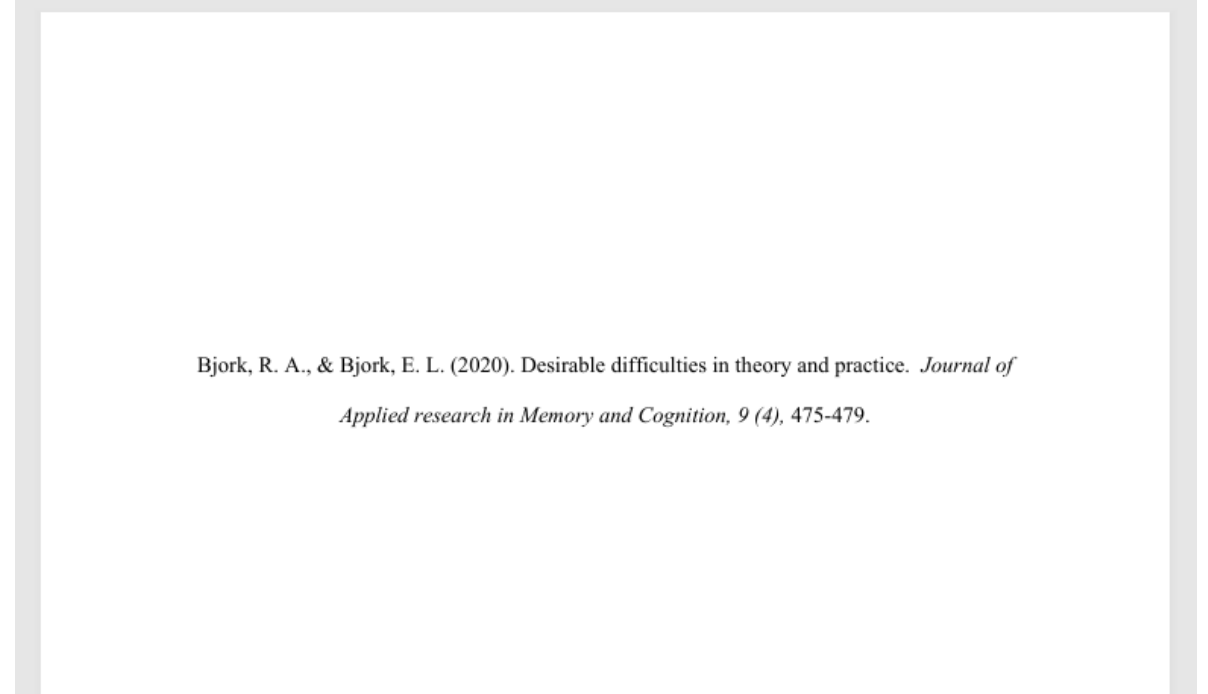 Bjork, R. A., & Bjork, E. L. (2020). Desirable difficulties in theory and practice.  Journal of
Applied research in Memory and Cognition, 9 (4), 475-479.